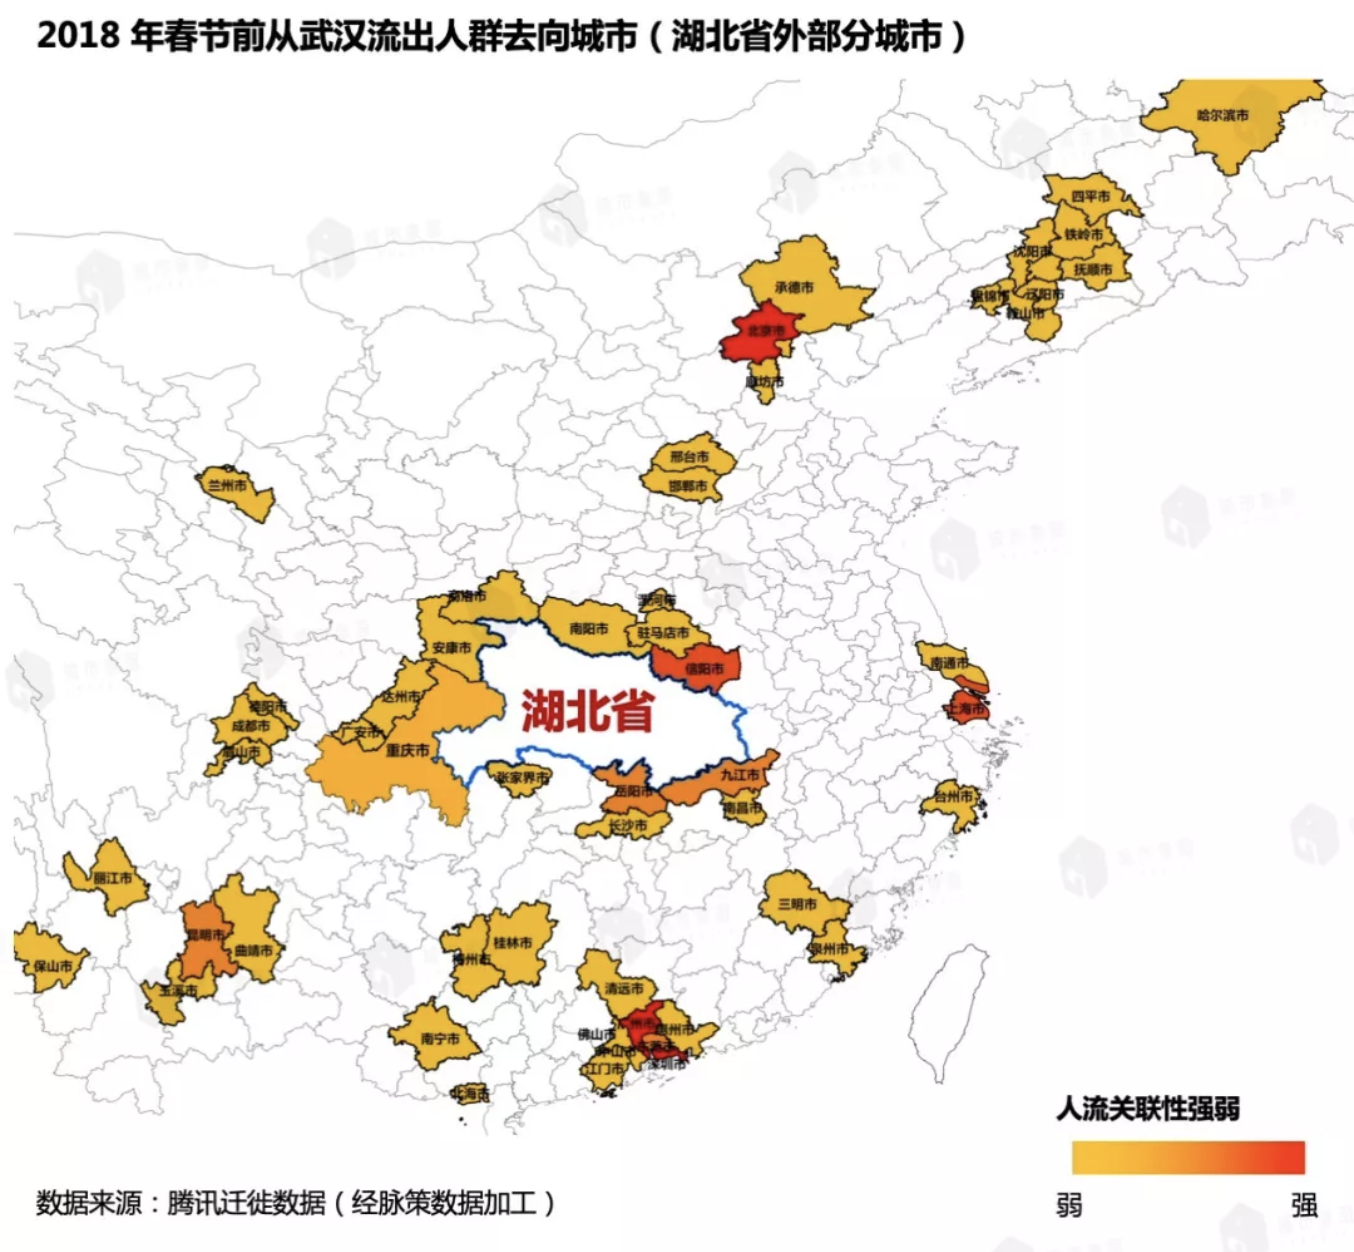 2018 年春节前从武汉流出人群去向城市（湖北省外部分城市）
哈尔滨市
四平市
铁岭市
沈阳市
抚顺市
盘锦市
辽阳市
鞍山市
承德市
北京市
廊坊市
邢台市
邯郸市
兰州市
商洛市
漯河市
南阳市
驻马店市
安康市
信阳市
南通市
达州市
德阳市
上海市
湖北省
成都市
广安市
眉山市
重庆市
张家界市
九江市
岳阳市
台州市
南昌市
长沙市
丽江市
三明市
昆明市
桂林市
曲靖市
泉州市
柳州市
保山市
清远市
玉溪市
广州市
惠州市
佛山市
南宁市
东莞市
中山市
深圳市
江门市
北海市
人流关联性强弱
弱
强
数据来源：腾讯迁徙数据（经脉策数据加工）